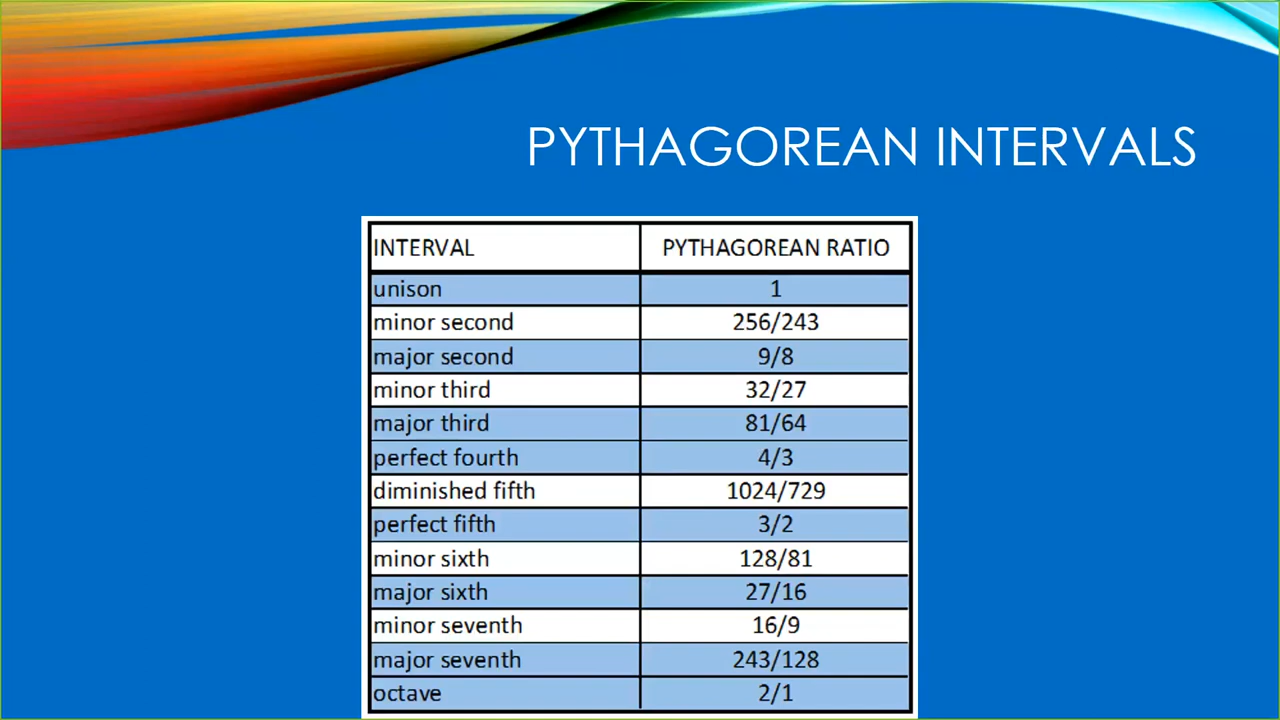 PYTHAGOREAN INTERVALS
INTERVAL PYTHAGOREAN RATIO
unison 1
minor second 256/243
major second 9/8
minor third 32/27
major third 81/64
perfect fourth 4/3
diminished fifth 1024/729
perfect fifth 3/2
minor sixth 128/81
major sixth 27/16
minor seventh 16/9
major seventh 243/128
octave 2/1